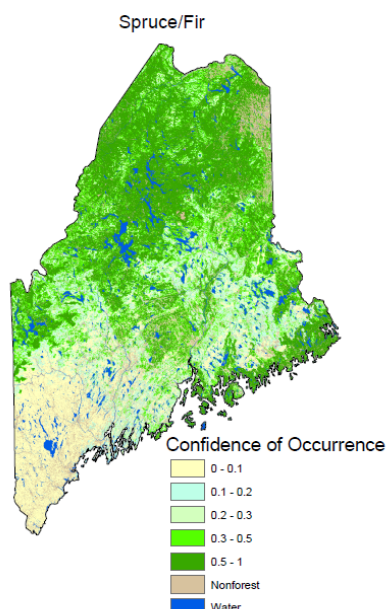 Spruce/Fir
Confidence of Occurrence
0 - 0.1
0.1 - 0.2
0.2 - 0.3
0.3 - 0.5
0.5 - 1
Nonforest
Water